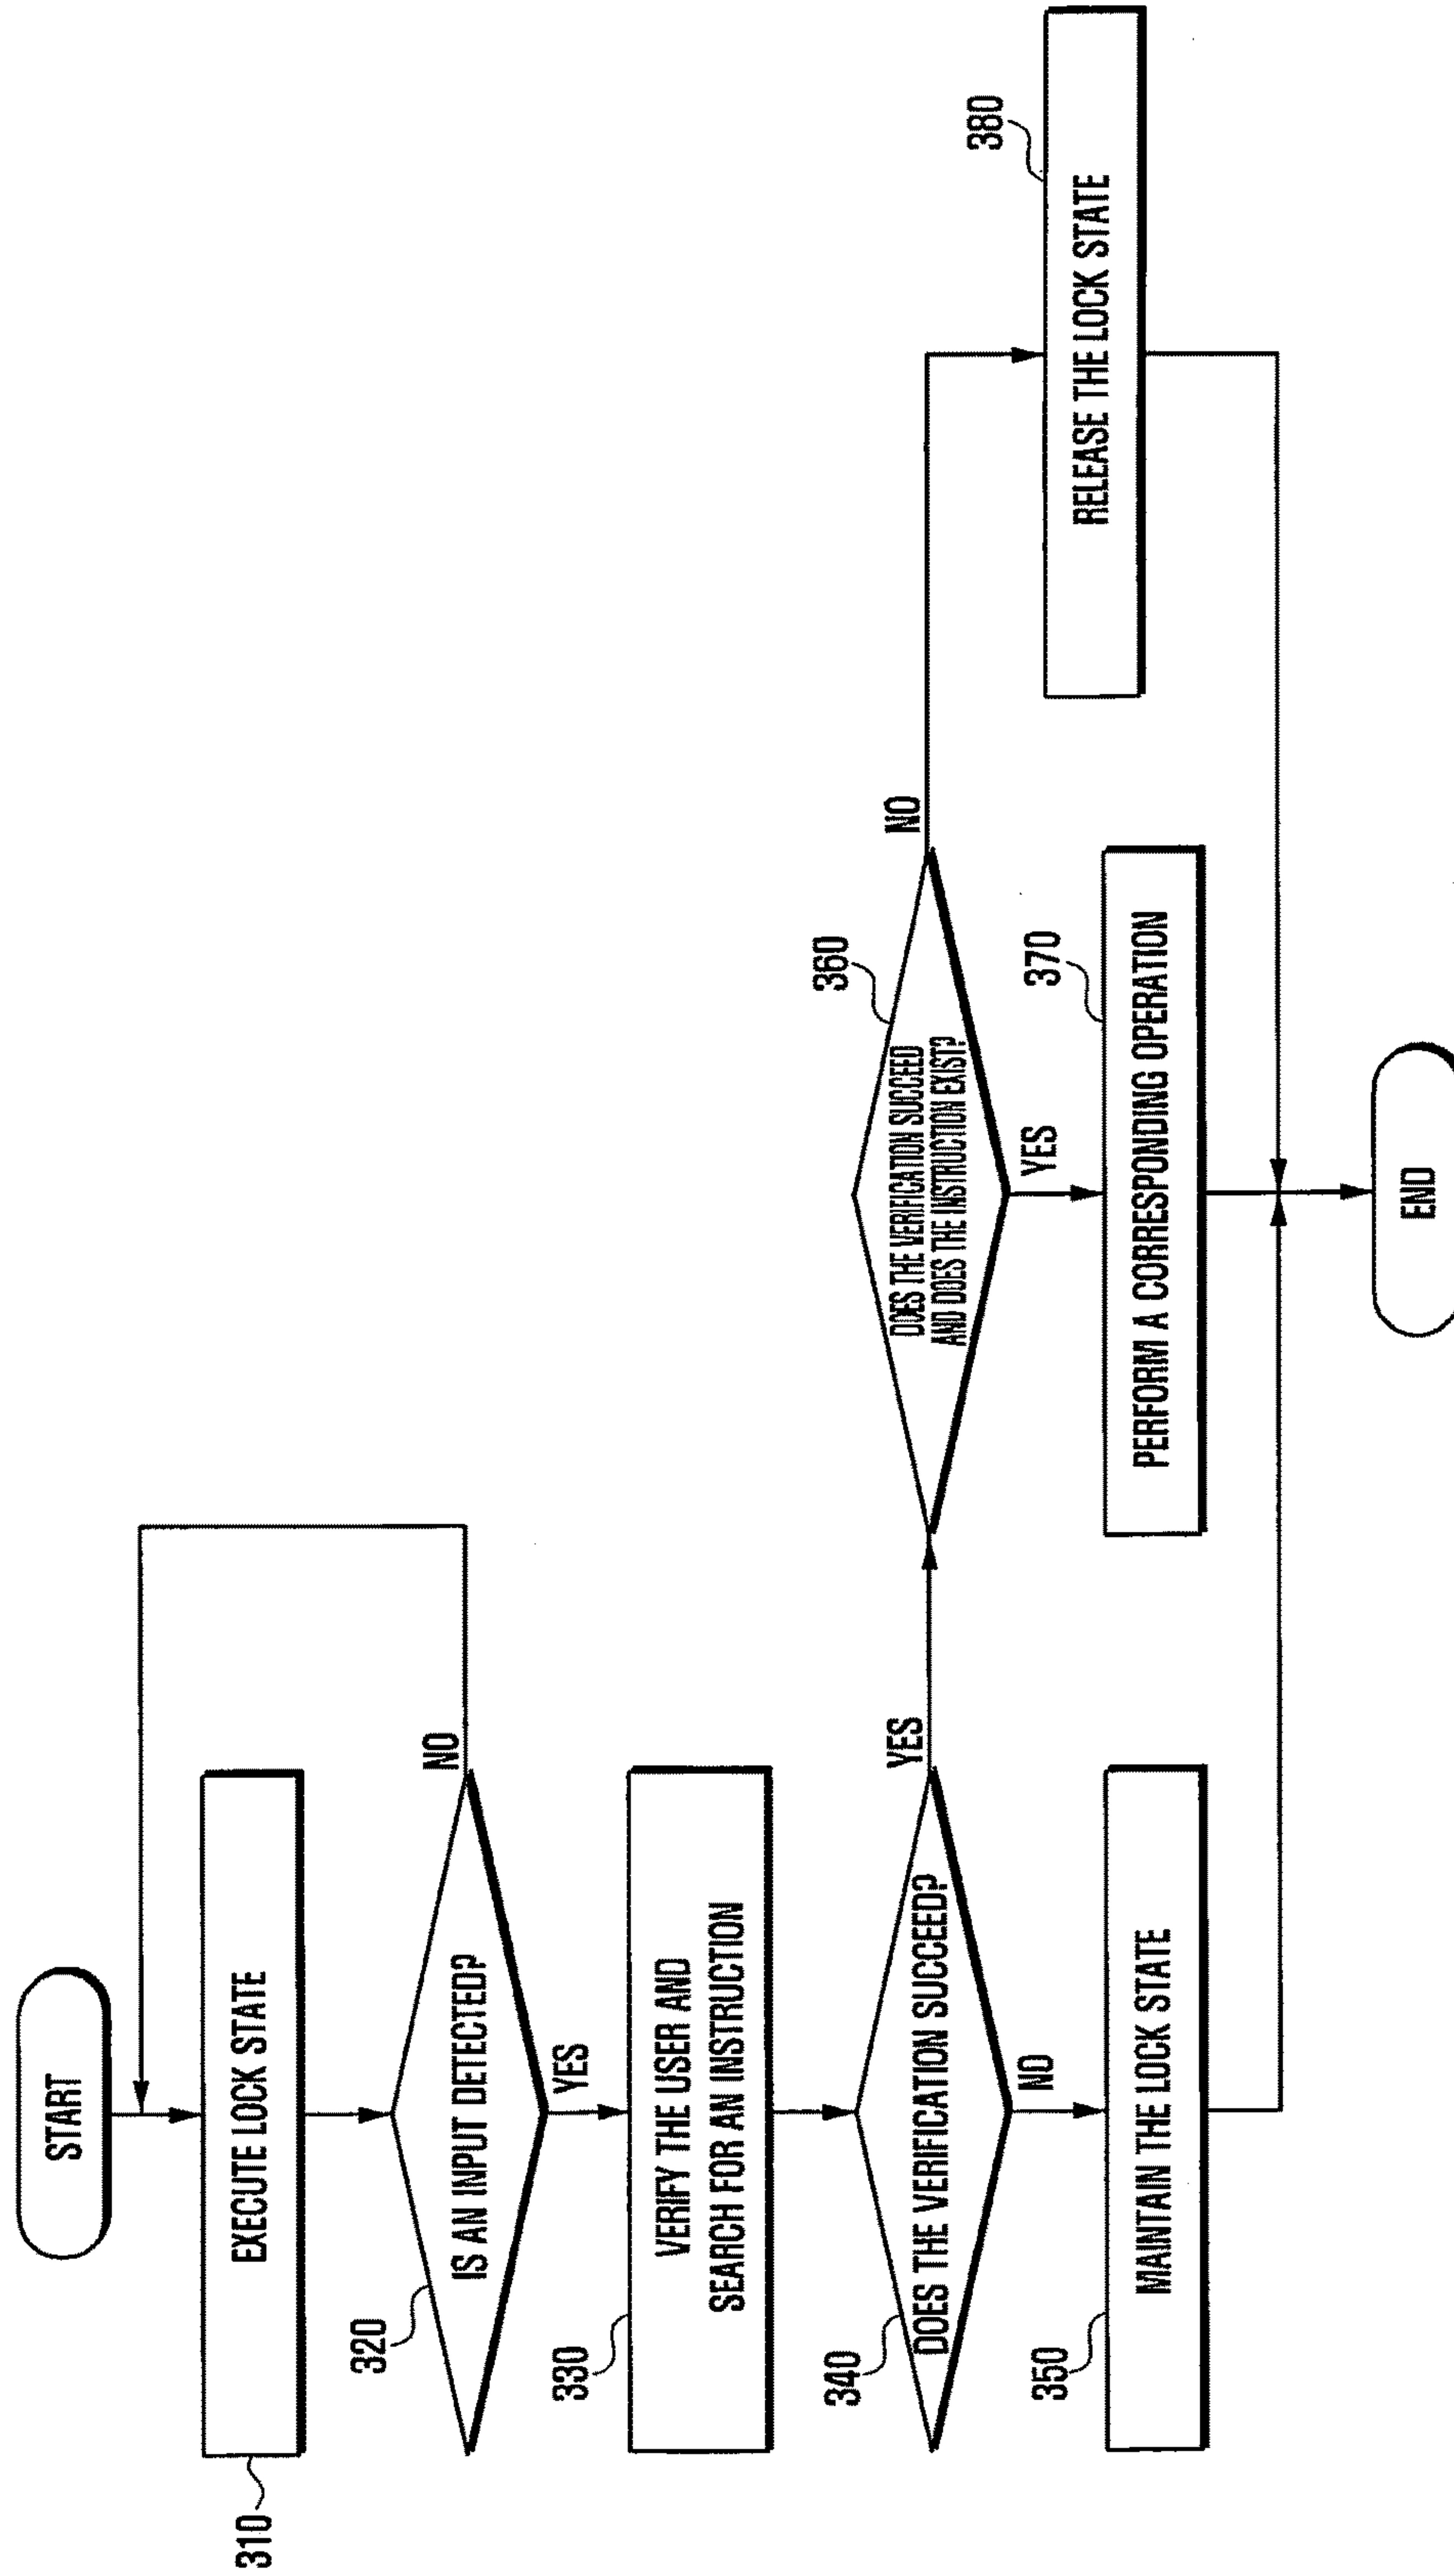 START
310
EXECUTE LOCK STATE
320
IS AN INPUT DETECTED?
NO
YES
330
VERIFY THE USER AND
SEARCH FOR AN INSTRUCTION
340
DOES THE VERIFICATION SUCCEED?
YES
NO
350
MAINTAIN THE LOCK STATE
360
DOES THE VERIFICATION SUCCEED
AND DOES THE INSTRUCTION EXIST?
NO
YES
370
PERFORM A CORRESPONDING OPERATION
380
RELEASE THE LOCK STATE
END